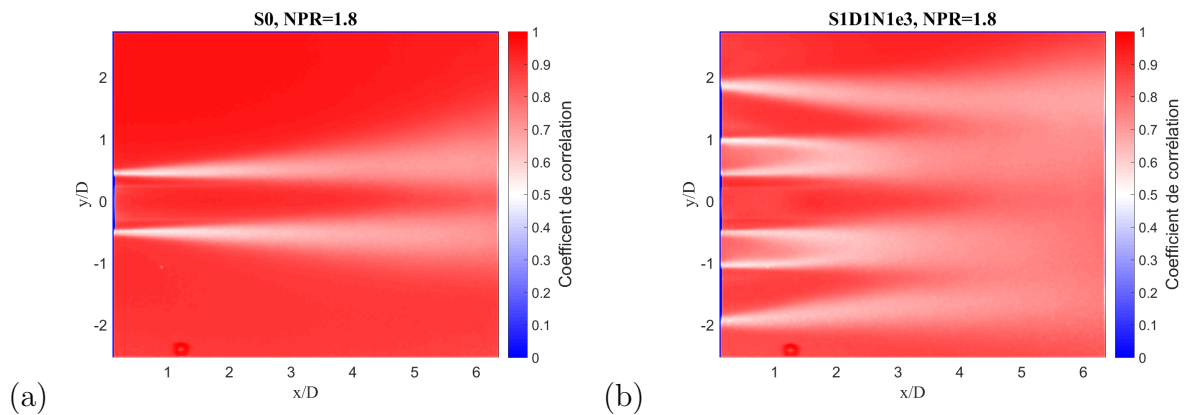 S0, NPR=1.8
2
1
0
-1
-2
y/D
1 2 3 4 5 6
x/D
1
0.9
0.8
0.7
0.6
0.5
0.4
0.3
0.2
0.1
0
Coefficent de corrélation
(a)
S1D1N1e3, NPR=1.8
2
1
0
-1
-2
y/D
1 2 3 4 5 6
x/D
1
0.9
0.8
0.7
0.6
0.5
0.4
0.3
0.2
0.1
0
Coefficient de corrélation
(b)